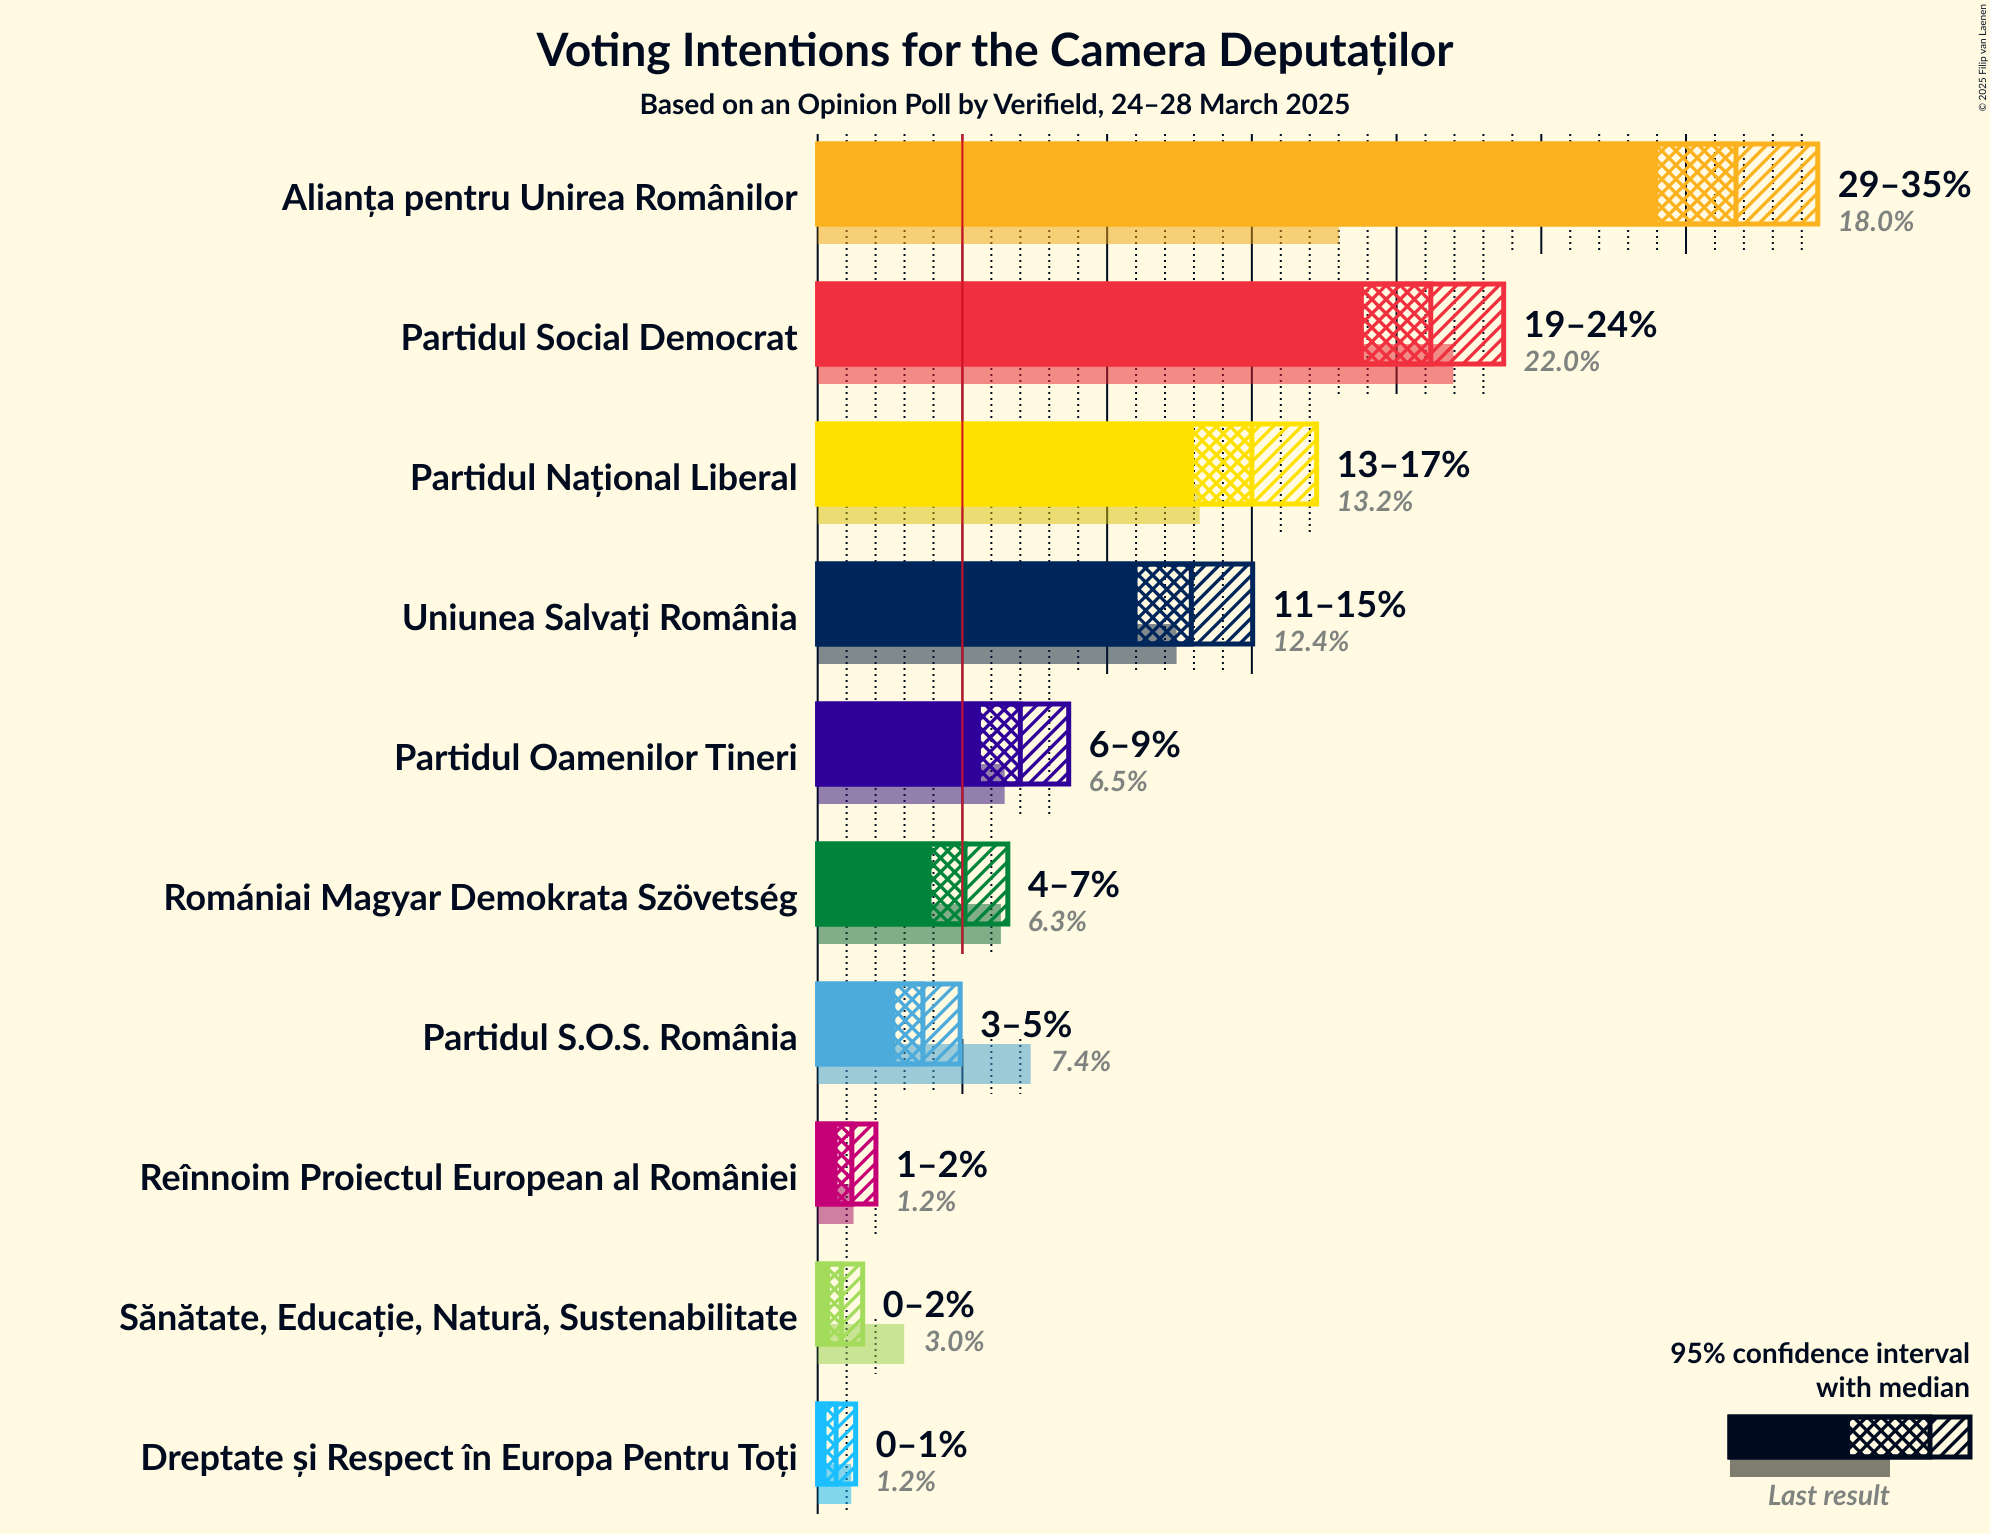 Voting Intentions for the Camera Deputaților
Based on an Opinion Poll by Verifield, 24–28 March 2025
© 2025 Filip van Laenen
Alianța pentru Unirea Românilor
29–35%
18.0%
Partidul Social Democrat
19–24%
22.0%
Partidul Național Liberal
13–17%
13.2%
Uniunea Salvați România
11–15%
12.4%
Partidul Oamenilor Tineri
6–9%
6.5%
Romániai Magyar Demokrata Szövetség
4–7%
6.3%
Partidul S.O.S. România
3–5%
7.4%
Reînnoim Proiectul European al României
1–2%
1.2%
Sănătate, Educație, Natură, Sustenabilitate
0–2%
3.0%
Dreptate și Respect în Europa Pentru Toți
0–1%
1.2%
95% confidence interval
with median
Last result